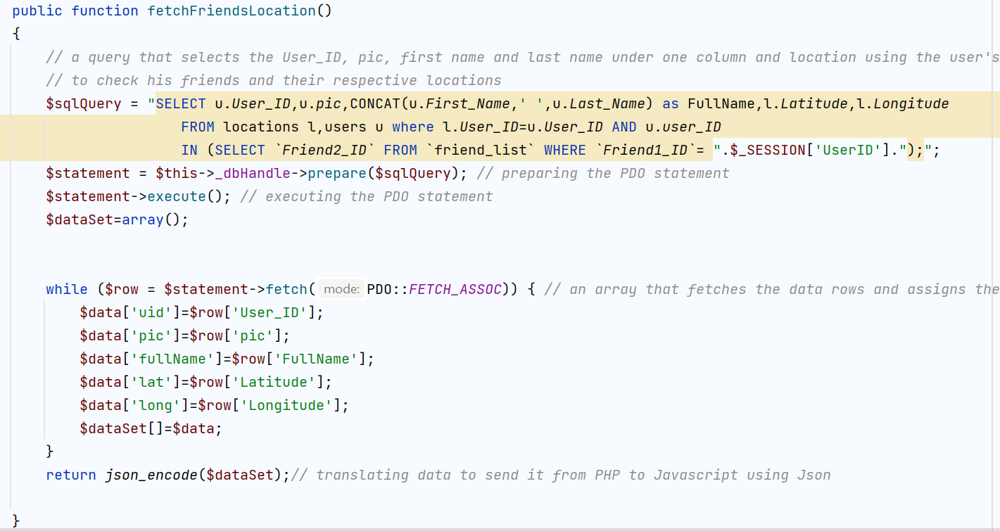 public function fetchFriendsLocation()
{
// a query that selects the User_ID, pic, first name and last name under one column and location using the user's
// to check his friends and their respective locations
$sqlQuery = "SELECT u.User_ID,u.pic,CONCAT(u.First_Name,' ',u.Last_Name) as FullName,l.Latitude,l.Longitude
FROM locations l,users u where l.User_ID=u.User_ID AND u.user_ID
IN (SELECT `Friend2_ID` FROM `friend_list` WHERE `Friend1_ID`= ".$_SESSION['UserID'].");";
$statement = $this->_dbHandle->prepare($sqlQuery); // preparing the PDO statement
$statement->execute(); // executing the PDO statement
$dataSet=array();
while ($row = $statement->fetch( mode: PDO::FETCH_ASSOC)) { // an array that fetches the data rows and assigns the
$data['uid']=$row['User_ID'];
$data['pic']=$row['pic'];
$data['fullName']=$row['FullName'];
$data['lat']=$row['Latitude'];
$data['long']=$row['Longitude'];
$dataSet[]=$data;
}
return json_encode($dataSet);// translating data to send it from PHP to Javascript using Json
}